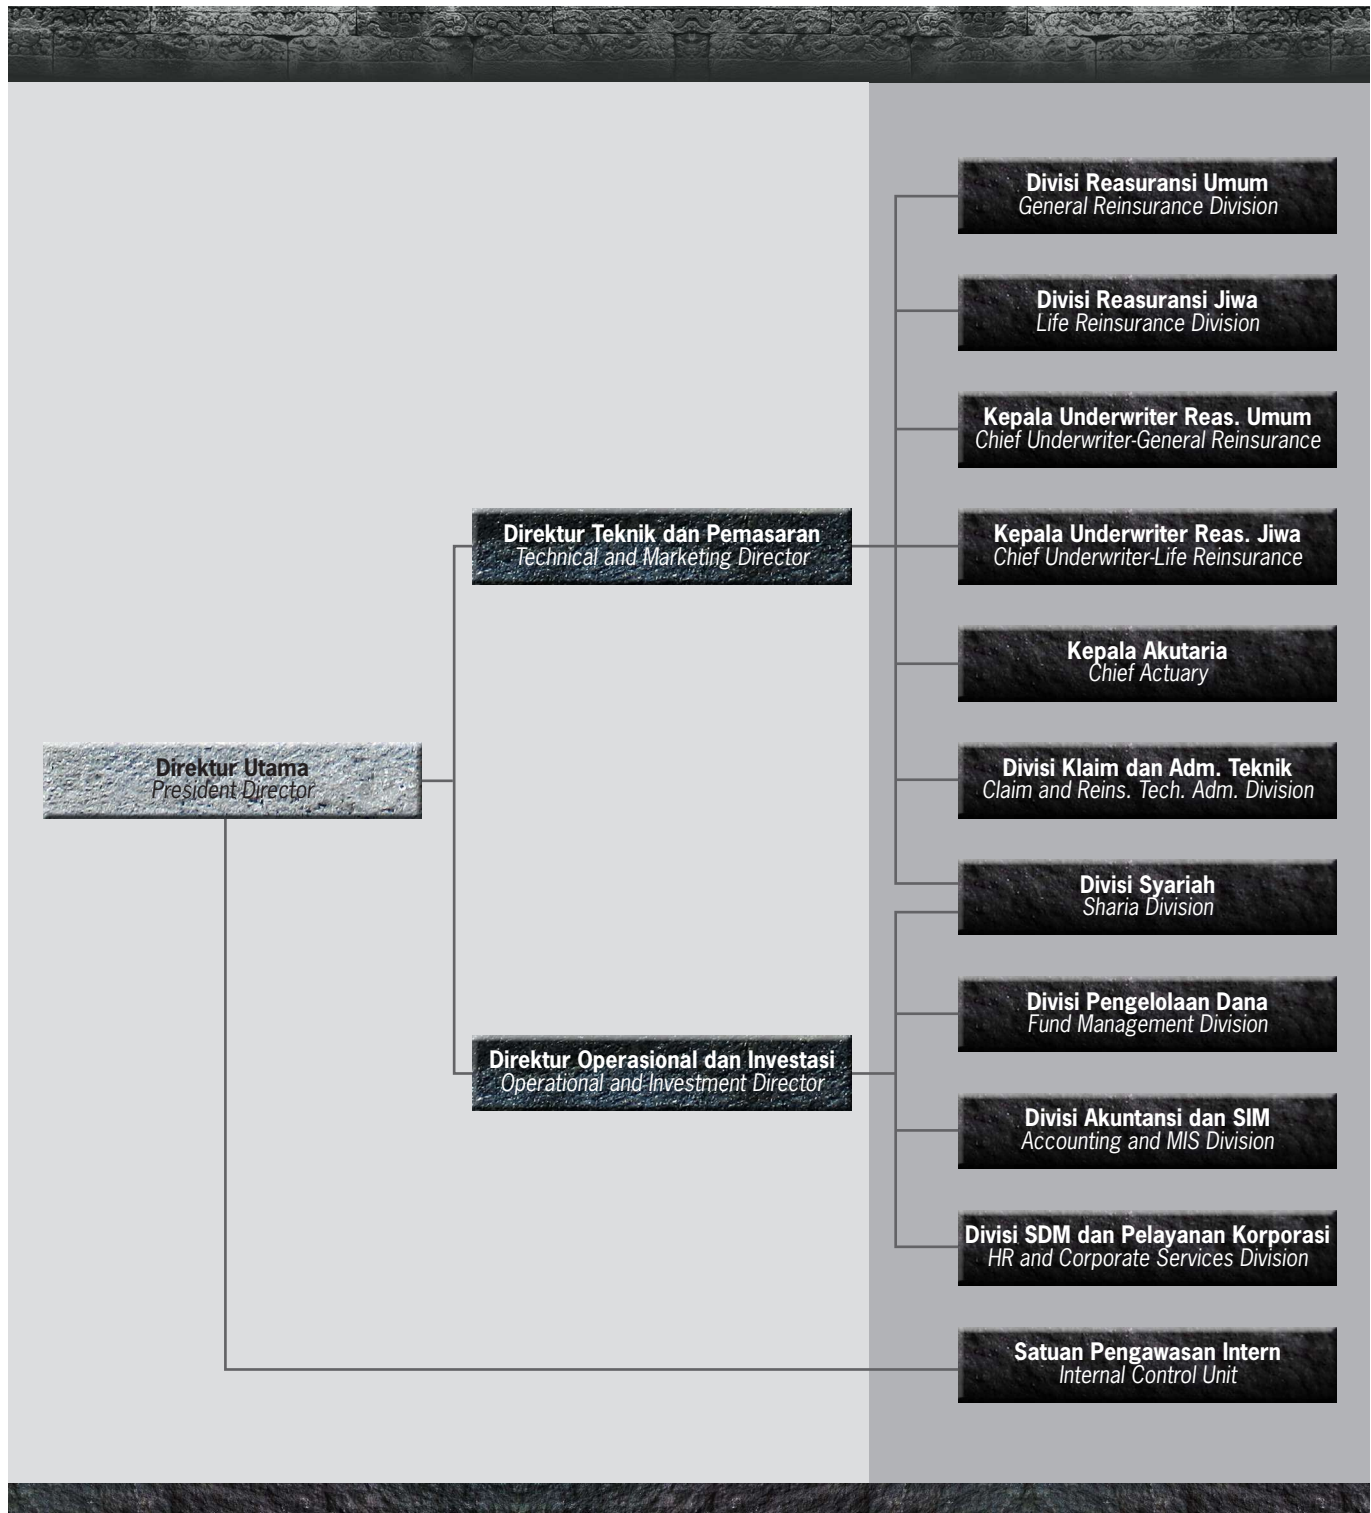 Divisi Reasuransi Umum
General Reinsurance Division
Divisi Reasuransi Jiwa
Life Reinsurance Division
Kepala Underwriter Reas. Umum
Chief Underwriter-General Reinsurance
Direktur Teknik dan Pemasaran
Technical and Marketing Director
Kepala Underwriter Reas. Jiwa
Chief Underwriter-Life Reinsurance
Kepala Akutaria
Chief Actuary
Direktur Utama
President Director
Divisi Klaim dan Adm. Teknik
Claim and Reins. Tech. Adm. Division
Divisi Syariah
Sharia Division
Divisi Pengelolaan Dana
Fund Management Division
Direktur Operasional dan Investasi
Operational and Investment Director
Divisi Akuntansi dan SIM
Accounting and MIS Division
Divisi SDM dan Pelayanan Korporasi
HR and Corporate Services Division
Satuan Pengawasan Intern
Internal Control Unit